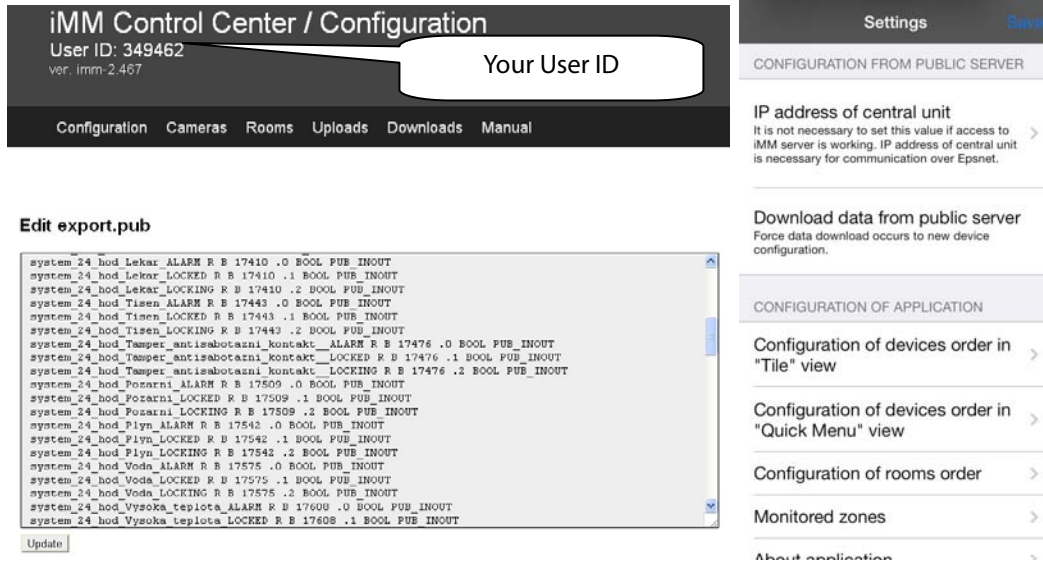 iMM Control Center / Configuration
User ID: 349462
ver. imm-2.467
Your User ID
Configuration Cameras Rooms Uploads Downloads Manual
Edit export.pub
system_24_hod_Lekar_ALARM R B 17410 .0 BOOL PUB_INOUT
system_24_hod_Lekar_LOCKED R B 17410 .1 BOOL PUB_INOUT
system_24_hod_Lekar_LOCKING R B 17410 .2 BOOL PUB_INOUT
system_24_hod_Tisen_ALARM R B 17443 .0 BOOL PUB_INOUT
system_24_hod_Tisen_LOCKED R B 17443 .1 BOOL PUB_INOUT
system_24_hod_Tisen_LOCKING R B 17443 .2 BOOL PUB_INOUT
system_24_hod_Tamper_antisabotazni_kontakt__ALARM R B 17476 .0 BOOL PUB_INOUT
system_24_hod_Tamper_antisabotazni_kontakt__LOCKED R B 17476 .1 BOOL PUB_INOUT
system_24_hod_Tamper_antisabotazni_kontakt__LOCKING R B 17476 .2 BOOL PUB_INOUT
system_24_hod_Pozarni_ALARM R B 17509 .0 BOOL PUB_INOUT
system_24_hod_Pozarni_LOCKED R B 17509 .1 BOOL PUB_INOUT
system_24_hod_Pozarni_LOCKING R B 17509 .2 BOOL PUB_INOUT
system_24_hod_Plyn_ALARM R B 17542 .0 BOOL PUB_INOUT
system_24_hod_Plyn_LOCKED R B 17542 .1 BOOL PUB_INOUT
system_24_hod_Plyn_LOCKING R B 17542 .2 BOOL PUB_INOUT
system_24_hod_Voda_ALARM R B 17575 .0 BOOL PUB_INOUT
system_24_hod_Voda_LOCKED R B 17575 .1 BOOL PUB_INOUT
system_24_hod_Voda_LOCKING R B 17575 .2 BOOL PUB_INOUT
system_24_hod_Vysoka_teplota_ALARM R B 17608 .0 BOOL PUB_INOUT
system_24_hod_Vysoka_teplota_LOCKED R B 17608 .1 BOOL PUB_INOUT
Update
Settings
CONFIGURATION FROM PUBLIC SERVER
IP address of central unit
It is not necessary to set this value if access to
iMM server is working. IP address of central unit
is necessary for communication over Epsnet.
Download data from public server
Force data download occurs to new device
configuration.
CONFIGURATION OF APPLICATION
Configuration of devices order in
"Tile" view
Configuration of devices order in
"Quick Menu" view
Configuration of rooms order
Monitored zones
About application